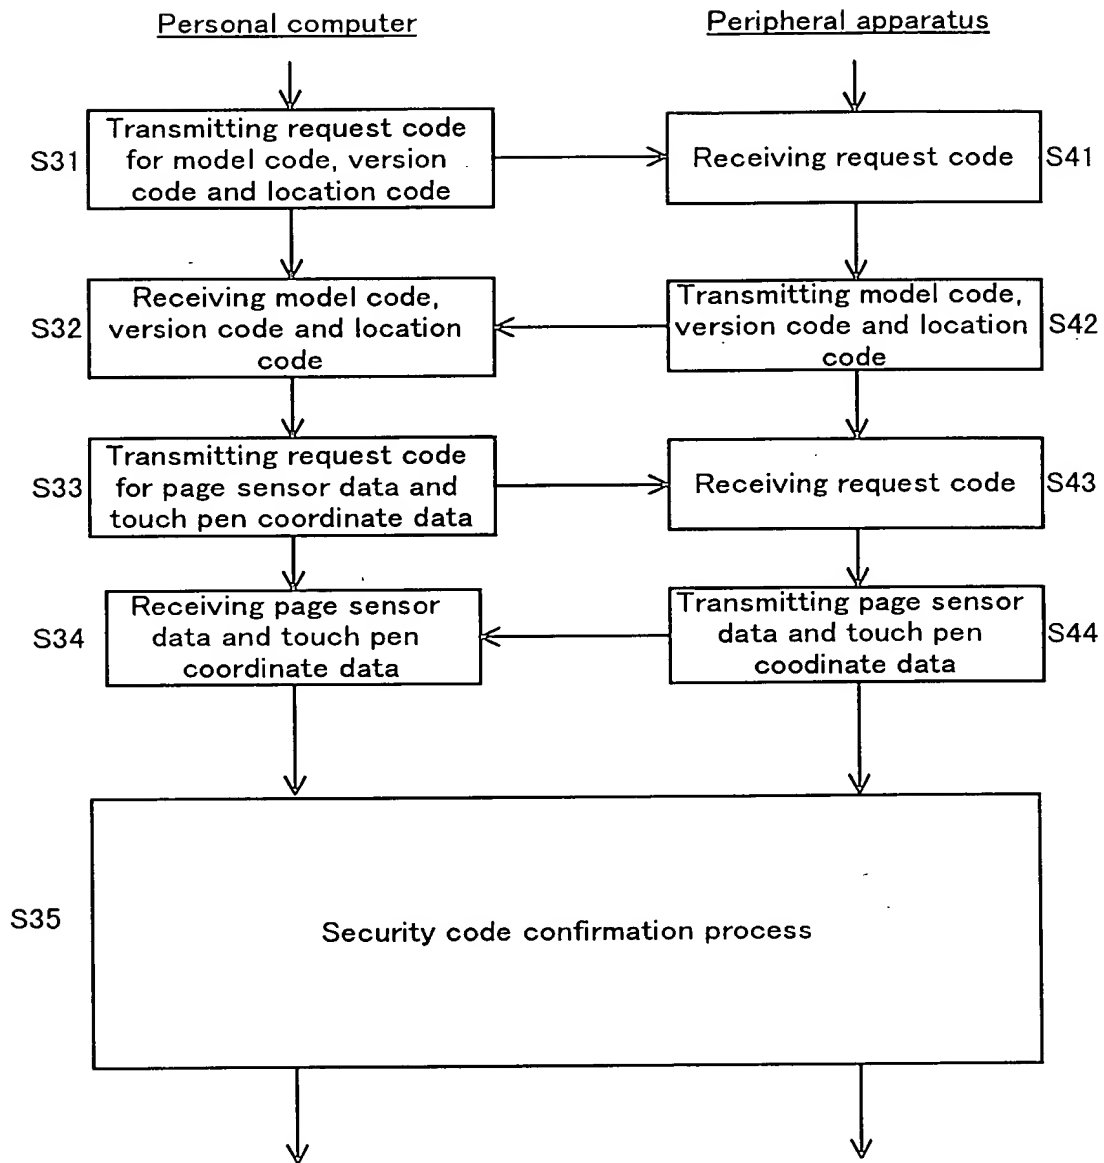 Personal computer
Peripheral apparatus
S31
Transmitting request code
for model code, version
code and location code
Receiving request code
S41
S32
Receiving model code,
version code and location
code
Transmitting model code,
version code and location
code
S42
S33
Transmitting request code
for page sensor data and
touch pen coordinate data
Receiving request code
S43
S34
Receiving page sensor
data and touch pen
coordinate data
Transmitting page sensor
data and touch pen
coodinate data
S44
S35
Security code confirmation process